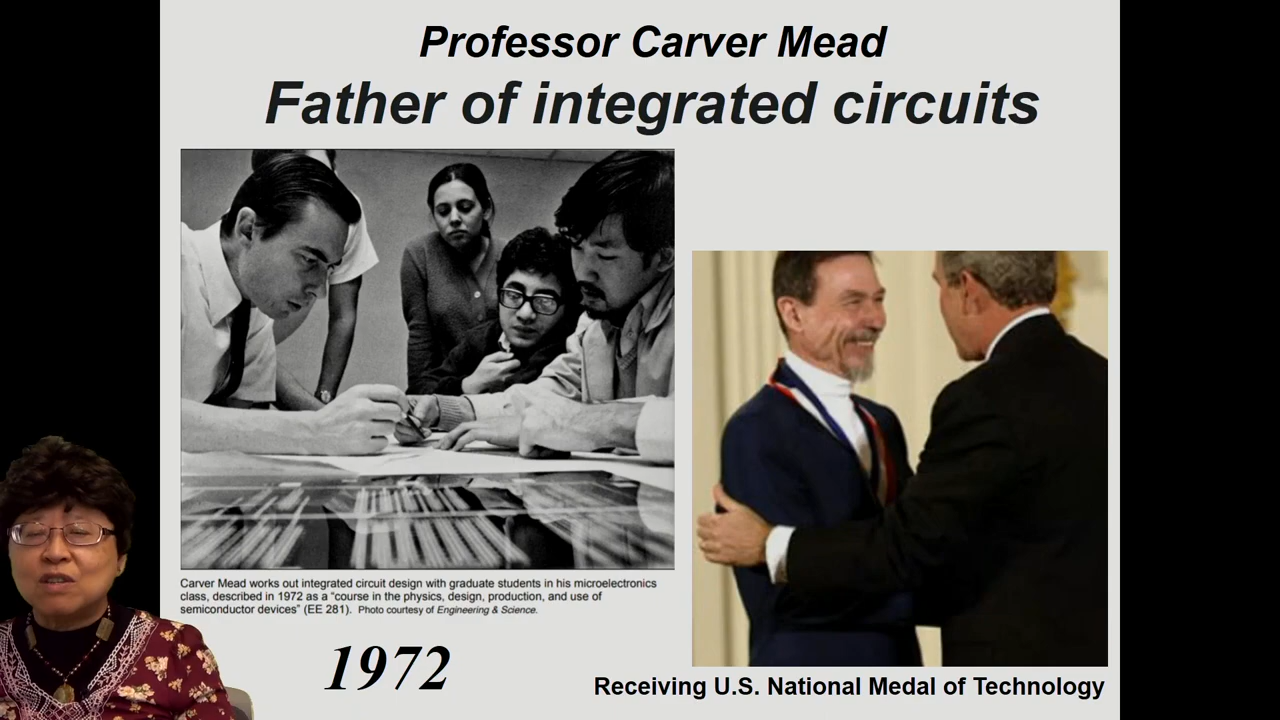 Professor Carver Mead
Father of integrated circuits
Carver Mead works out integrated circuit design with graduate students in his microelectronics
class, described in 1972 as a "course in the physics, design, production, and use of
semiconductor devices" (EE 281). Photo courtesy of Engineering & Science.
1972
Receiving U.S. National Medal of Technology